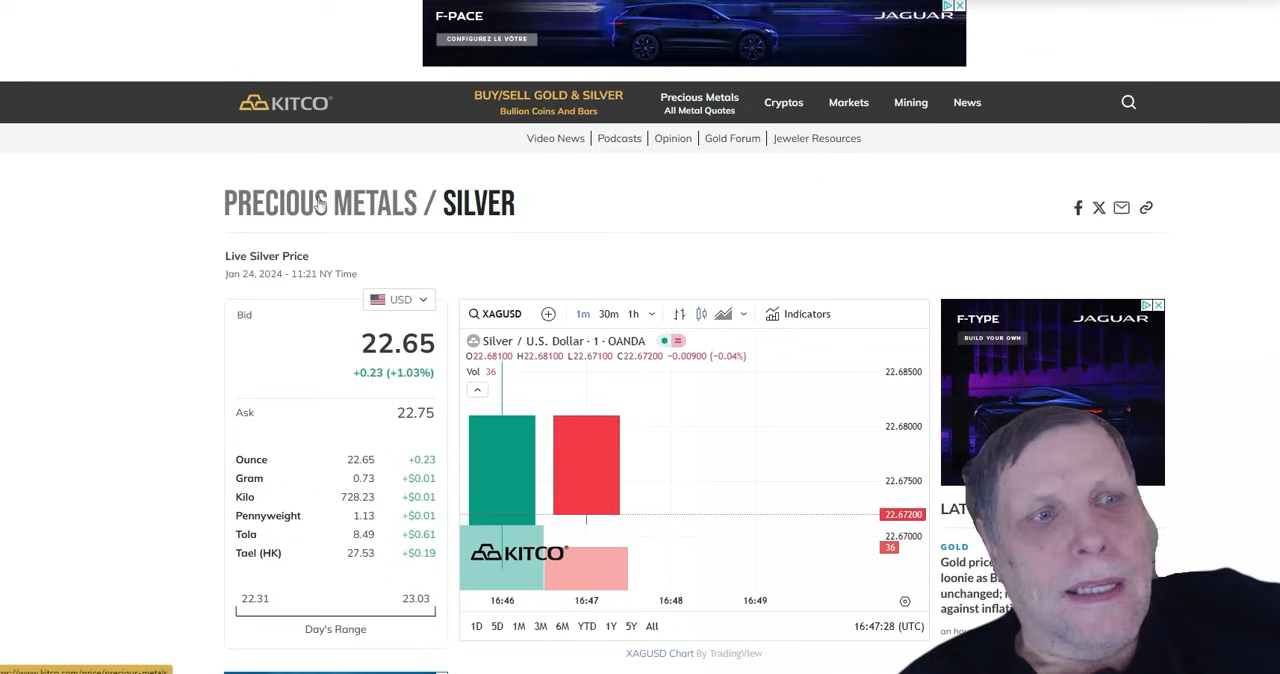 F-PACE
JAGUAR
CONFIGUREZ LE VÔTRE
KITCO
BUY/SELL GOLD & SILVER
Bullion Coins And Bars
Precious Metals
All Metal Quotes
Cryptos
Markets
Mining
News
Video News
Podcasts
Opinion
Gold Forum
Jeweler Resources
PRECIOUS METALS / SILVER
Live Silver Price
Jan 24, 2024 - 11:21 NY Time
USD
Bid
22.65
+0.23 (+1.03%)
Ask 22.75
Ounce 22.65 +0.23
Gram 0.73 +$0.01
Kilo 728.23 +$0.01
Pennyweight 1.13 +$0.01
Tola 8.49 +$0.61
Tael (HK) 27.53 +$0.19
22.31 23.03
Day's Range
XAGUSD 1m 30m 1h Indicators
Silver / U.S. Dollar · 1 · OANDA
O22.68100 H22.68100 L22.67100 C22.67200 -0.00900 (-0.04%)
Vol 36
22.68500
22.68000
22.67500
22.67200
22.67000
36
KITCO
16:46 16:47 16:48 16:49
1D 5D 1M 3M 6M YTD 1Y 5Y All
16:47:28 (UTC)
XAGUSD Chart By TradingView
F-TYPE
JAGUAR
BUILD YOUR OWN
GOLD
Gold price
loonie as B
unchanged;
against inflati
an hou